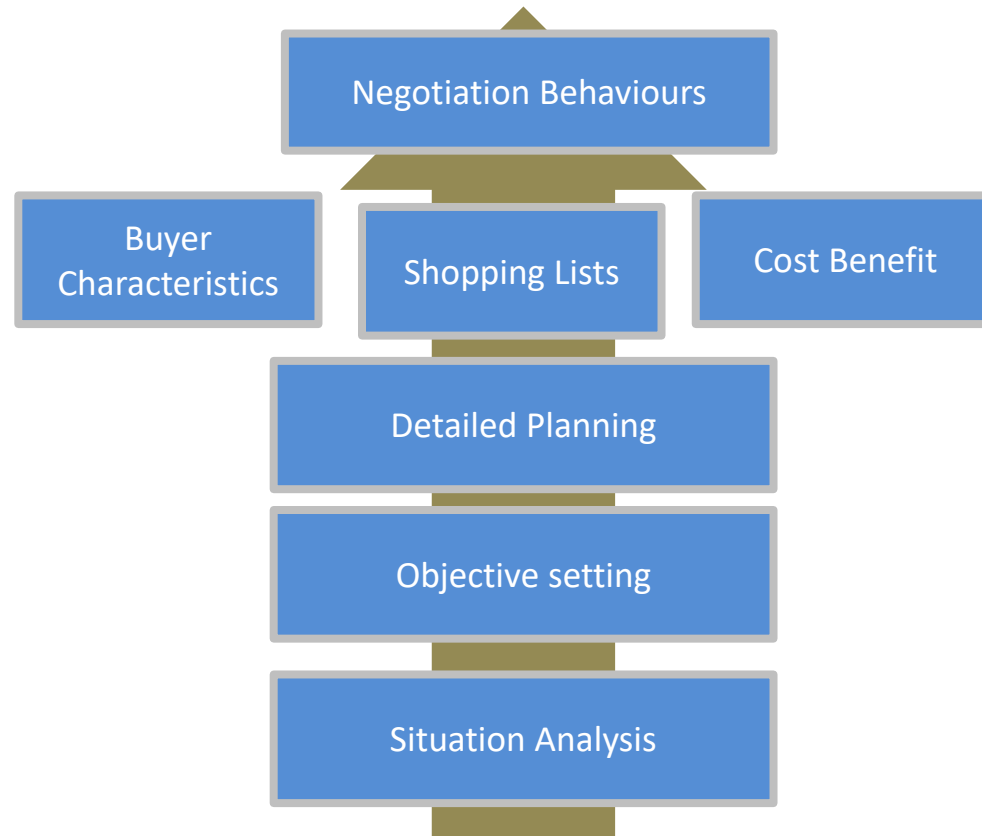 Negotiation Behaviours
Buyer
Characteristics
Shopping Lists
Cost Benefit
Detailed Planning
Objective setting
Situation Analysis